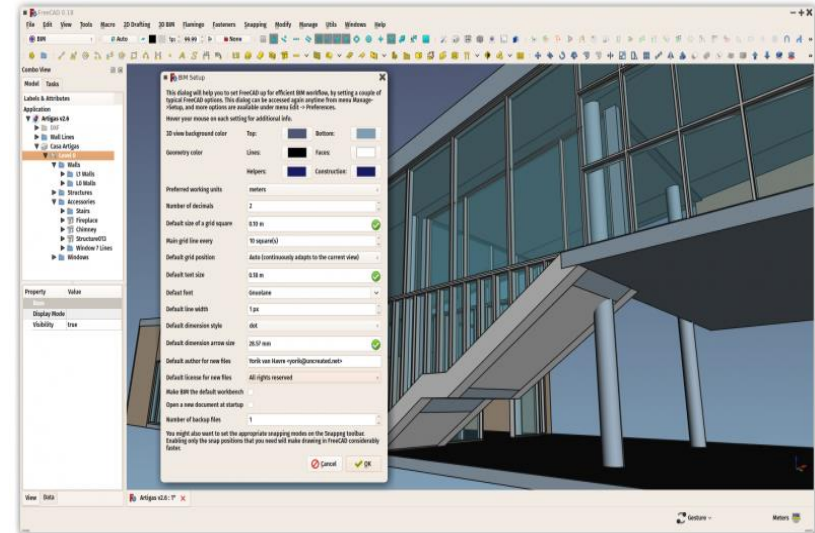 FreeCAD 0.18
File Edit View Tools Macro 2D Drafting 3D BIM Flamings Fasteners Snapping Modify Manage Utils Windows Help
BIM Auto 1px None
Combo View
Model Tasks
Labels & Attributes
Application
Artigas v2.6
Wall Lines
Casa Artigas
Level 0
Walls
L1 Walls
L0 Walls
Structures
Accessories
Stairs
Fireplace
Chimney
Structure013
Window 7 Lines
Windows
Property Value
Base
Display Mode
Visibility true
View Data
BIM Setup
This dialog will help you to set FreeCAD up for efficient BIM workflow, by setting a couple of
typical FreeCAD options. This dialog can be accessed again anytime from menu Manage-
>Setup, and more options are available under menu Edit -> Preferences.
Hover your mouse on each setting for additional info.
3D view background color Top: Bottom:
Geometry color Lines: Faces:
Helpers: Construction:
Preferred working units meters
Number of decimals 2
Default size of a grid square 0.10 m
Main grid line every 10 square(s)
Default grid position Auto (continuously adapts to the current view)
Default text size 0.18 m
Defaut font Gnuolane
Default line width 1 px
Default dimension style dot
Default dimension arrow size 28.57 mm
Default author for new files Yorik van Havre <yorik@uncreated.net>
Default license for new files All rights reserved
Make BIM the default workbench
Open a new document at startup
Number of backup files 1
You might also want to set the appropriate snapping modes on the Snapping toolbar.
Enabling only the snap positions that you need will make drawing in FreeCAD considerably
faster.
Cancel OK
Artigas v2.6 : 1*
Gesture Meters